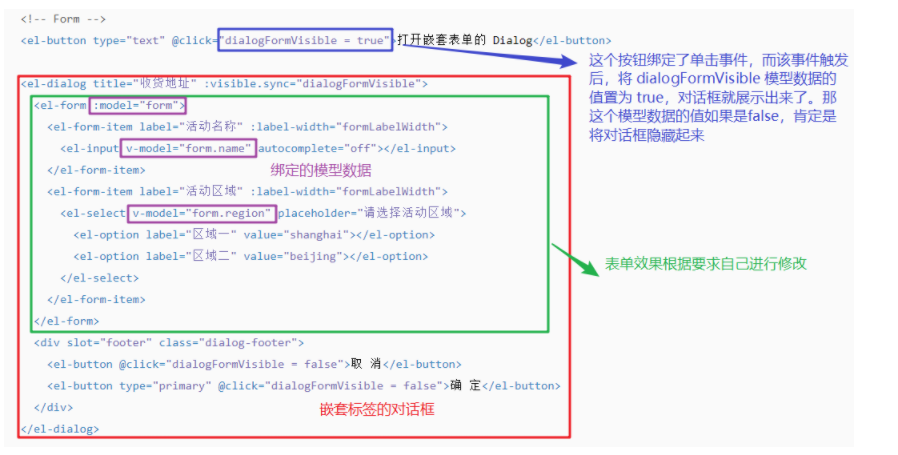 <!-- Form -->
<el-button type="text" @click="dialogFormVisible = true">打开嵌套表单的 Dialog</el-button>
这个按钮绑定了单击事件，而该事件触发
后，将 dialogFormVisible 模型数据的
值置为 true，对话框就展示出来了。那
这个模型数据的值如果是false，肯定是
将对话框隐藏起来
<el-dialog title="收货地址" :visible.sync="dialogFormVisible">
<el-form :model="form">
<el-form-item label="活动名称" :label-width="formLabelWidth">
<el-input v-model="form.name" autocomplete="off"></el-input>
</el-form-item>
绑定的模型数据
<el-form-item label="活动区域" :label-width="formLabelWidth">
<el-select v-model="form.region" placeholder="请选择活动区域">
<el-option label="区域一" value="shanghai"></el-option>
<el-option label="区域二" value="beijing"></el-option>
</el-select>
</el-form-item>
</el-form>
表单效果根据要求自己进行修改
<div slot="footer" class="dialog-footer">
<el-button @click="dialogFormVisible = false">取 消</el-button>
<el-button type="primary" @click="dialogFormVisible = false">确 定</el-button>
</div>
嵌套标签的对话框
</el-dialog>